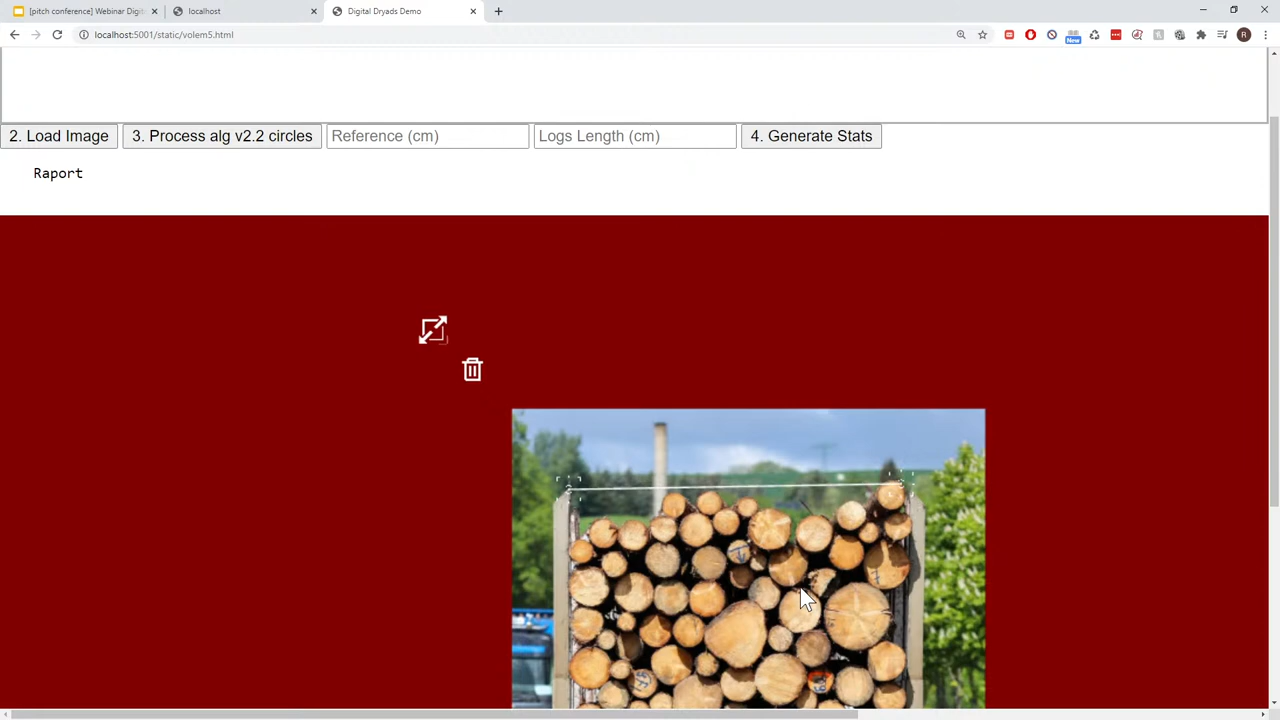 [pitch conference] Webinar Digit
localhost
Digital Dryads Demo
localhost:5001/static/volem5.html
New
R
2. Load Image
3. Process alg v2.2 circles
Reference (cm)
Logs Length (cm)
4. Generate Stats
Raport